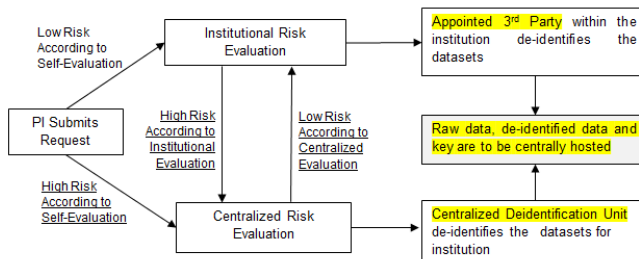 Low Risk
According to
Self-Evaluation
Institutional Risk
Evaluation
Appointed 3rd Party within the
institution de-identifies the
datasets
PI Submits
Request
High Risk
According to
Institutional
Evaluation
Low Risk
According to
Centralized
Evaluation
Raw data, de-identified data and
key are to be centrally hosted
High Risk
According to
Self-Evaluation
Centralized Risk
Evaluation
Centralized Deidentification Unit
de-identifies the datasets for
institution